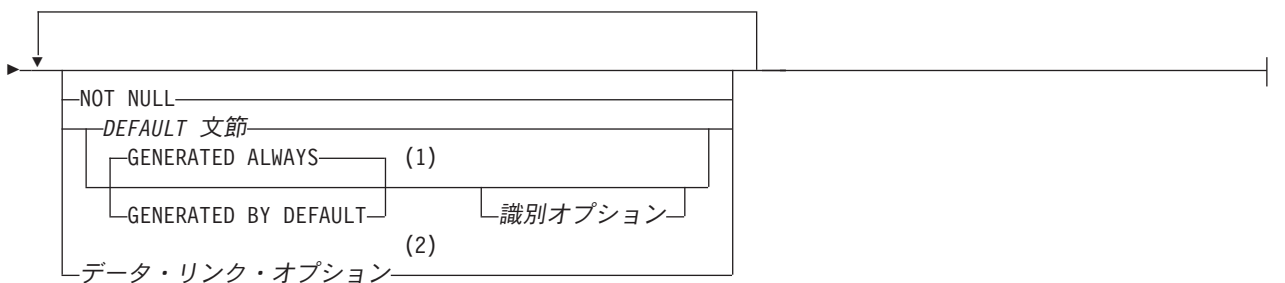 NOT NULL
DEFAULT 文節
GENERATED ALWAYS (1)
GENERATED BY DEFAULT 識別オプション
(2)
データ・リンク・オプション